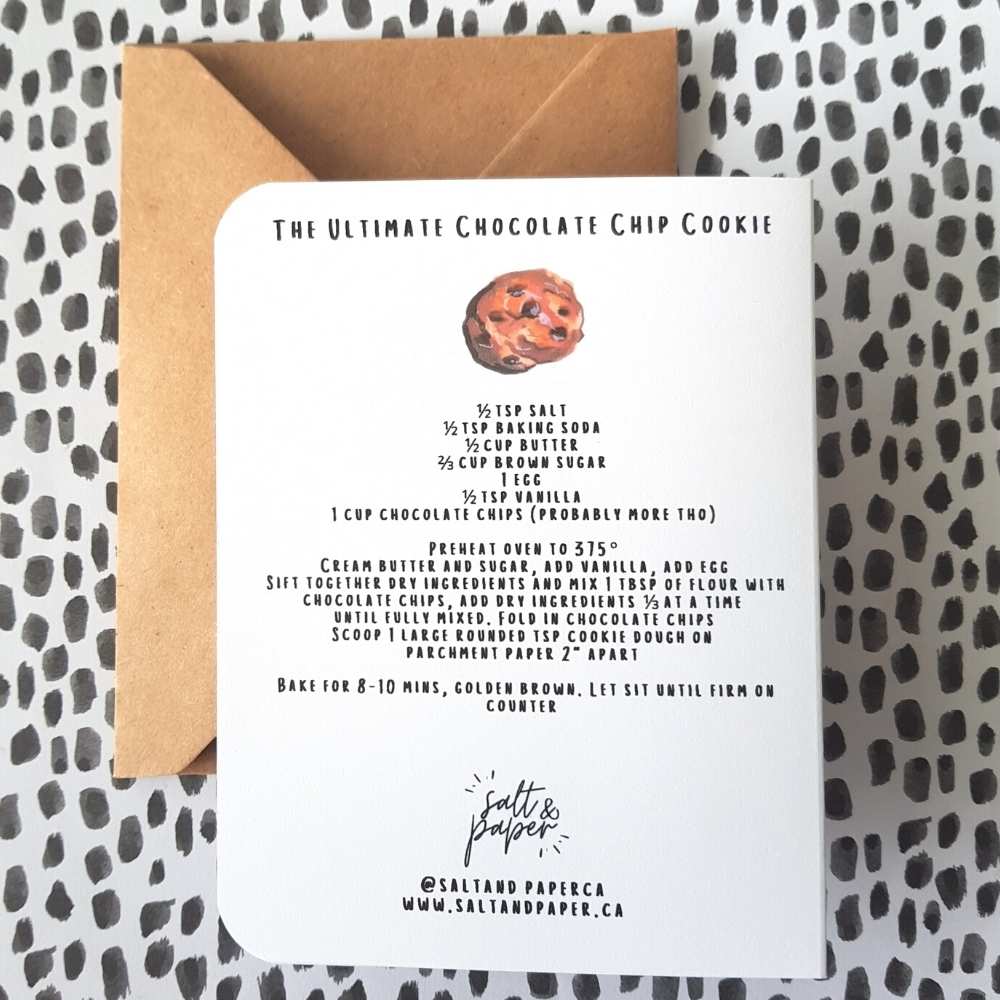 The Ultimate Chocolate Chip Cookie
½ tsp salt
½ tsp baking soda
½ cup butter
⅔ cup brown sugar
1 egg
½ tsp vanilla
1 cup chocolate chips (probably more tho)
Preheat oven to 375°
Cream butter and sugar, add vanilla, add egg
Sift together dry ingredients and mix 1 tbsp of flour with
chocolate chips, add dry ingredients ⅓ at a time
until fully mixed. Fold in chocolate chips
Scoop 1 large rounded tsp cookie dough on
parchment paper 2" apart
Bake for 8-10 mins, golden brown. Let sit until firm on
counter
salt &
paper
@saltand paperca
www.saltandpaper.ca